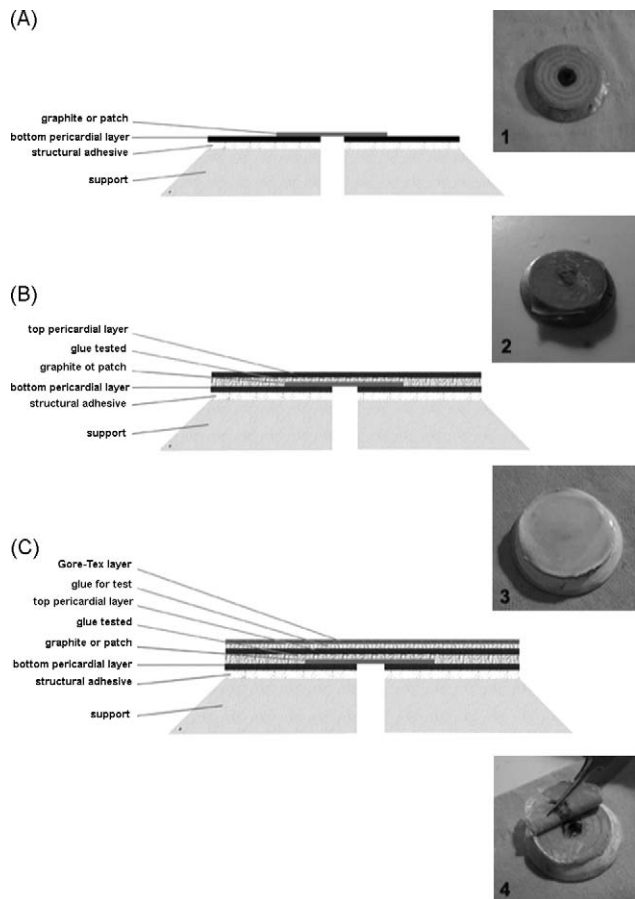 (A)
graphite or patch
bottom pericardial layer
structural adhesive
support
1
2
(B)
top pericardial layer
glue tested
graphite ot patch
bottom pericardial layer
structural adhesive
support
3
(C)
Gore-Tex layer
glue for test
top pericardial layer
glue tested
graphite or patch
bottom pericardial layer
structural adhesive
support
4